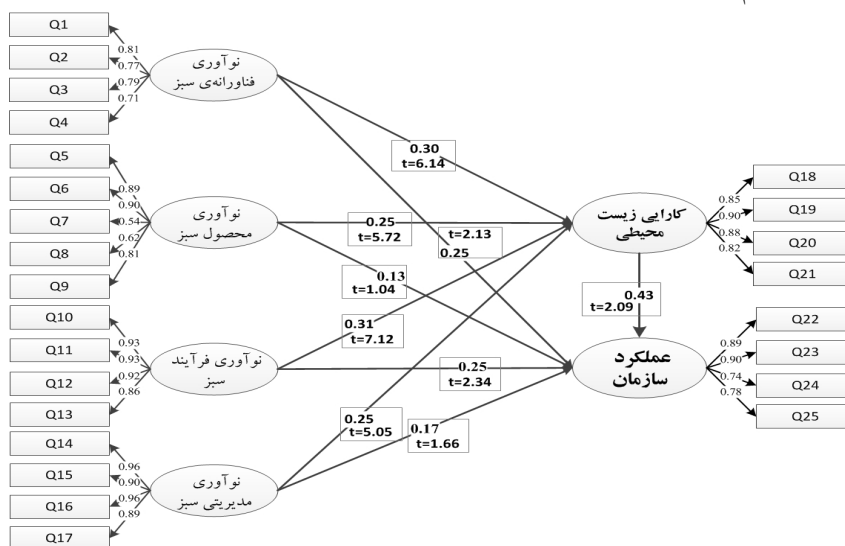 Q1
Q2
Q3
Q4
Q5
Q6
Q7
Q8
Q9
Q10
Q11
Q12
Q13
Q14
Q15
Q16
Q17
0.81
0.77
0.79
0.71
0.89
0.90
0.54
0.62
0.81
0.93
0.93
0.92
0.86
0.96
0.90
0.96
0.89
نوآوری
فناورانه‌ی سبز
نوآوری
محصول سبز
نوآوری فرآیند
سبز
نوآوری
مدیریتی سبز
0.30
t=6.14
0.25
t=5.72
t=2.13
0.25
0.13
t=1.04
0.31
t=7.12
0.25
t=2.34
0.25
t=5.05
0.17
t=1.66
کارایی زیست
محیطی
0.43
t=2.09
عملکرد
سازمان
0.85
0.90
0.88
0.82
0.89
0.90
0.74
0.78
Q18
Q19
Q20
Q21
Q22
Q23
Q24
Q25